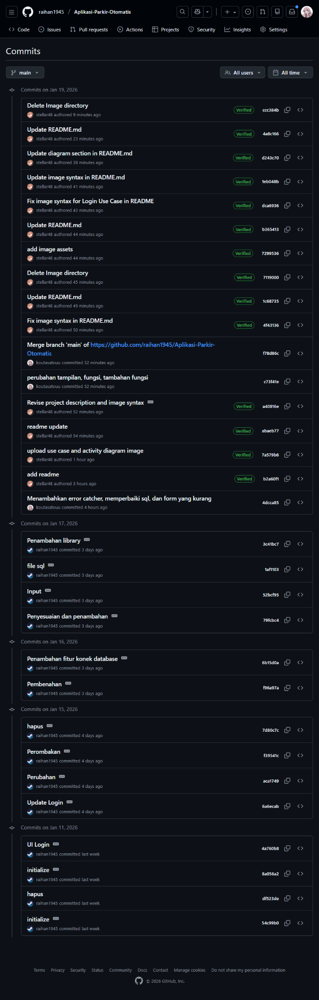 raihan1945 / Aplikasi-Parkir-Otomatis
Code Issues Pull requests Actions Projects Security Insights Settings
Commits
main All users All time
Commits on Jan 19, 2026
Delete Image directory
stellar48 authored 9 minutes ago
Verified ccc384b
Update README.md
stellar48 authored 23 minutes ago
Verified 4a8c166
Update diagram section in README.md
stellar48 authored 38 minutes ago
Verified d243c70
Update image syntax in README.md
stellar48 authored 41 minutes ago
Verified 1eb048b
Fix image syntax for Login Use Case in README
stellar48 authored 43 minutes ago
Verified dca6936
Update README.md
stellar48 authored 44 minutes ago
Verified b365413
add image assets
stellar48 authored 44 minutes ago
Verified 7299536
Delete Image directory
stellar48 authored 45 minutes ago
Verified 7119000
Update README.md
stellar48 authored 49 minutes ago
Verified 1c68735
Fix image syntax in README.md
stellar48 authored 50 minutes ago
Verified 4f43136
Merge branch 'main' of https://github.com/raihan1945/Aplikasi-Parkir-
Otomatis
koutasatouu committed 52 minutes ago
f78d86c
perubahan tampilan, fungsi, tambahan fungsi
koutasatouu committed 52 minutes ago
c73f41e
Revise project description and image syntax
stellar48 authored 52 minutes ago
Verified a40816e
readme update
stellar48 authored 54 minutes ago
Verified abaeb77
upload use case and activity diagram image
stellar48 authored 1 hour ago
Verified 7a579b6
add readme
stellar48 authored 3 hours ago
Verified b2a60f1
Menambahkan error catcher, memperbaiki sql, dan form yang kurang
koutasatouu committed 4 hours ago
4dcca85
Commits on Jan 17, 2026
Penambahan library
raihan1945 committed 3 days ago
3c41bc7
file sql
raihan1945 committed 3 days ago
1af1103
Input
raihan1945 committed 3 days ago
52bcf95
Penyesuaian dan penambahan
raihan1945 committed 3 days ago
79fcbc4
Commits on Jan 16, 2026
Penambahan fitur konek database
raihan1945 committed 3 days ago
6b15d0a
Pembenahan
raihan1945 committed 3 days ago
f96a97a
Commits on Jan 15, 2026
hapus
raihan1945 committed 4 days ago
7d80c7c
Perombakan
raihan1945 committed 4 days ago
f39541c
Perubahan
raihan1945 committed 4 days ago
aca1749
Update Login
raihan1945 committed 4 days ago
6a6ecab
Commits on Jan 11, 2026
UI Login
raihan1945 committed last week
4a760b8
initialize
raihan1945 committed last week
8a056a2
hapus
raihan1945 committed last week
df523de
initialize
raihan1945 committed last week
54c99b0
Terms Privacy Security Status Community Docs Contact Manage cookies Do not share my personal information
© 2026 GitHub, Inc.